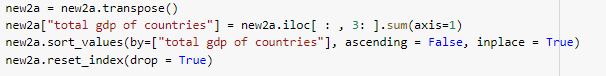 new2a = new2a.transpose()
new2a["total gdp of countries"] = new2a.iloc[ : , 3: ].sum(axis=1)
new2a.sort_values(by=["total gdp of countries"], ascending = False, inplace = True)
new2a.reset_index(drop = True)